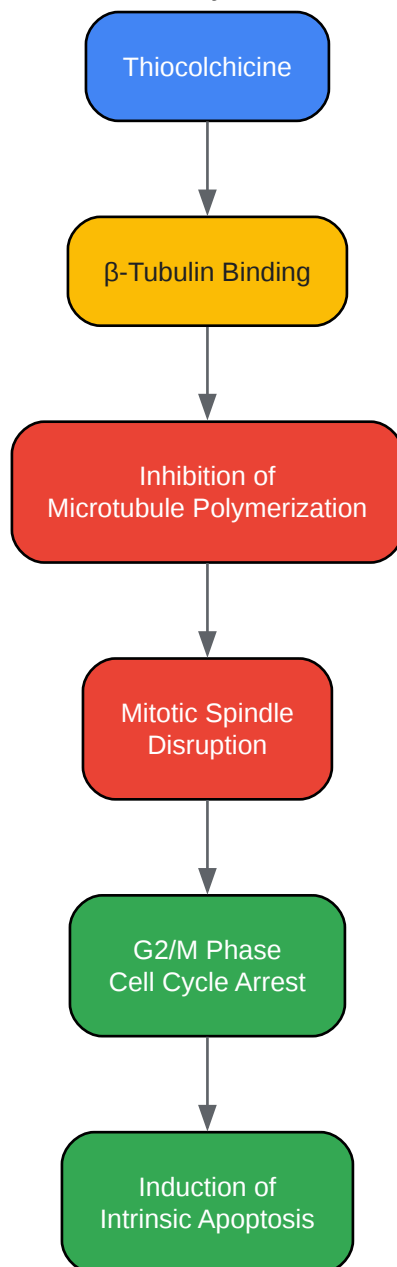 Thiocolchicine
β-Tubulin Binding
Inhibition of
Microtubule Polymerization
Mitotic Spindle
Disruption
G2/M Phase
Cell Cycle Arrest
Induction of
Intrinsic Apoptosis